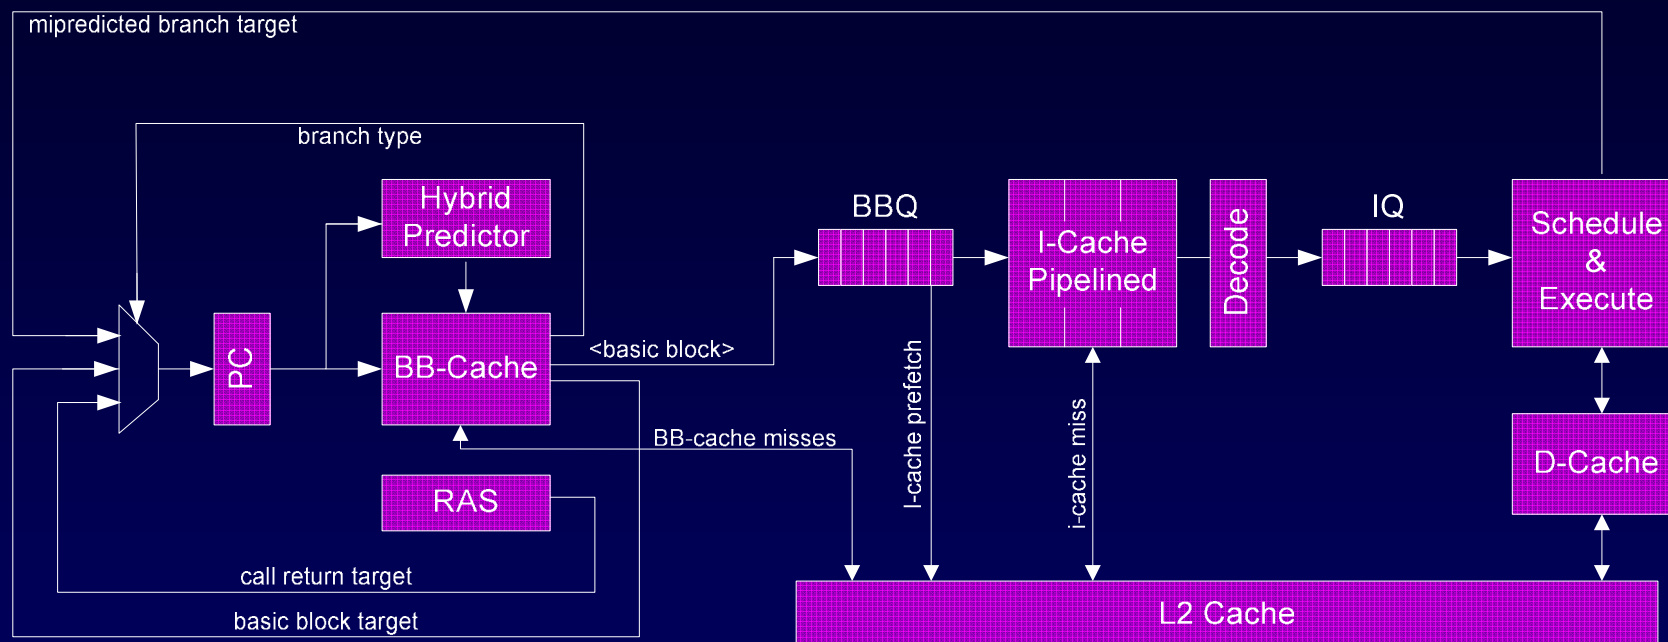 mipredicted branch target
branch type
Hybrid
Predictor
BBQ
IQ
I-Cache
Pipelined
Decode
Schedule
&
Execute
PC
BB-Cache
<basic block>
I-cache prefetch
i-cache miss
BB-cache misses
D-Cache
RAS
call return target
basic block target
L2 Cache